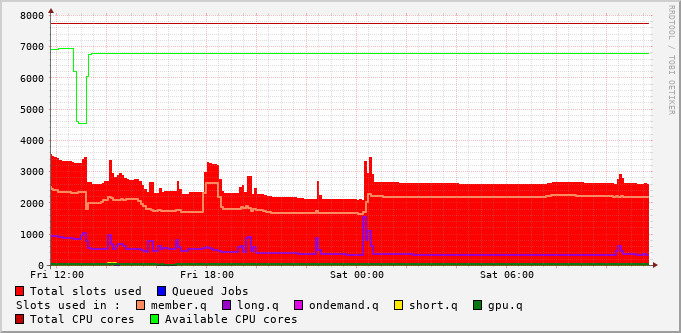 8000
7000
6000
5000
4000
3000
2000
1000
0
Fri 12:00 Fri 18:00 Sat 00:00 Sat 06:00
Total slots used Queued Jobs
Slots used in : member.q long.q ondemand.q short.q gpu.q
Total CPU cores Available CPU cores
RRDTOOL / TOBI OETIKER